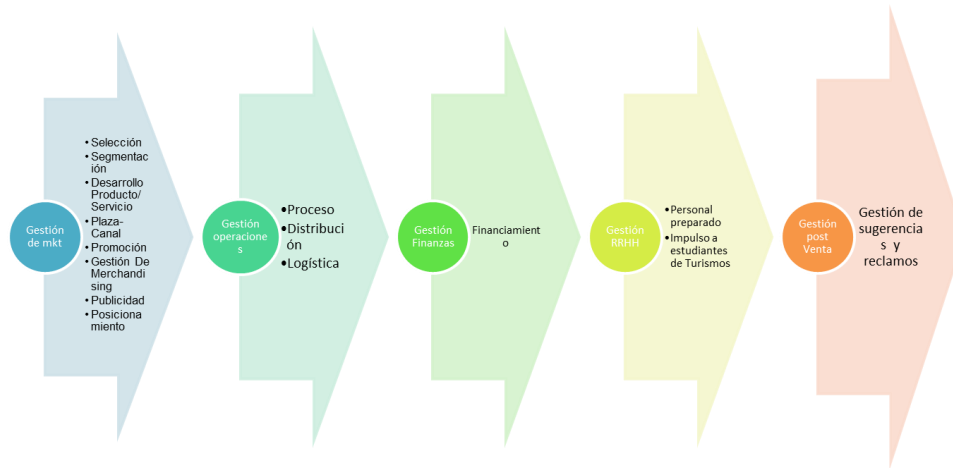 Gestión
de mkt
• Selección
• Segmentac
ión
• Desarrollo
Producto/
Servicio
• Plaza-
Canal
• Promoción
• Gestión De
Merchandi
sing
• Publicidad
• Posiciona
miento
Gestión
operacione
s
•Proceso
•Distribuci
ón
•Logística
Gestión
Finanzas
Financiamient
o
Gestión
RRHH
• Personal
preparado
• Impulso a
estudiantes
de Turismos
Gestión
post
Venta
Gestión de
sugerencia
s y
reclamos